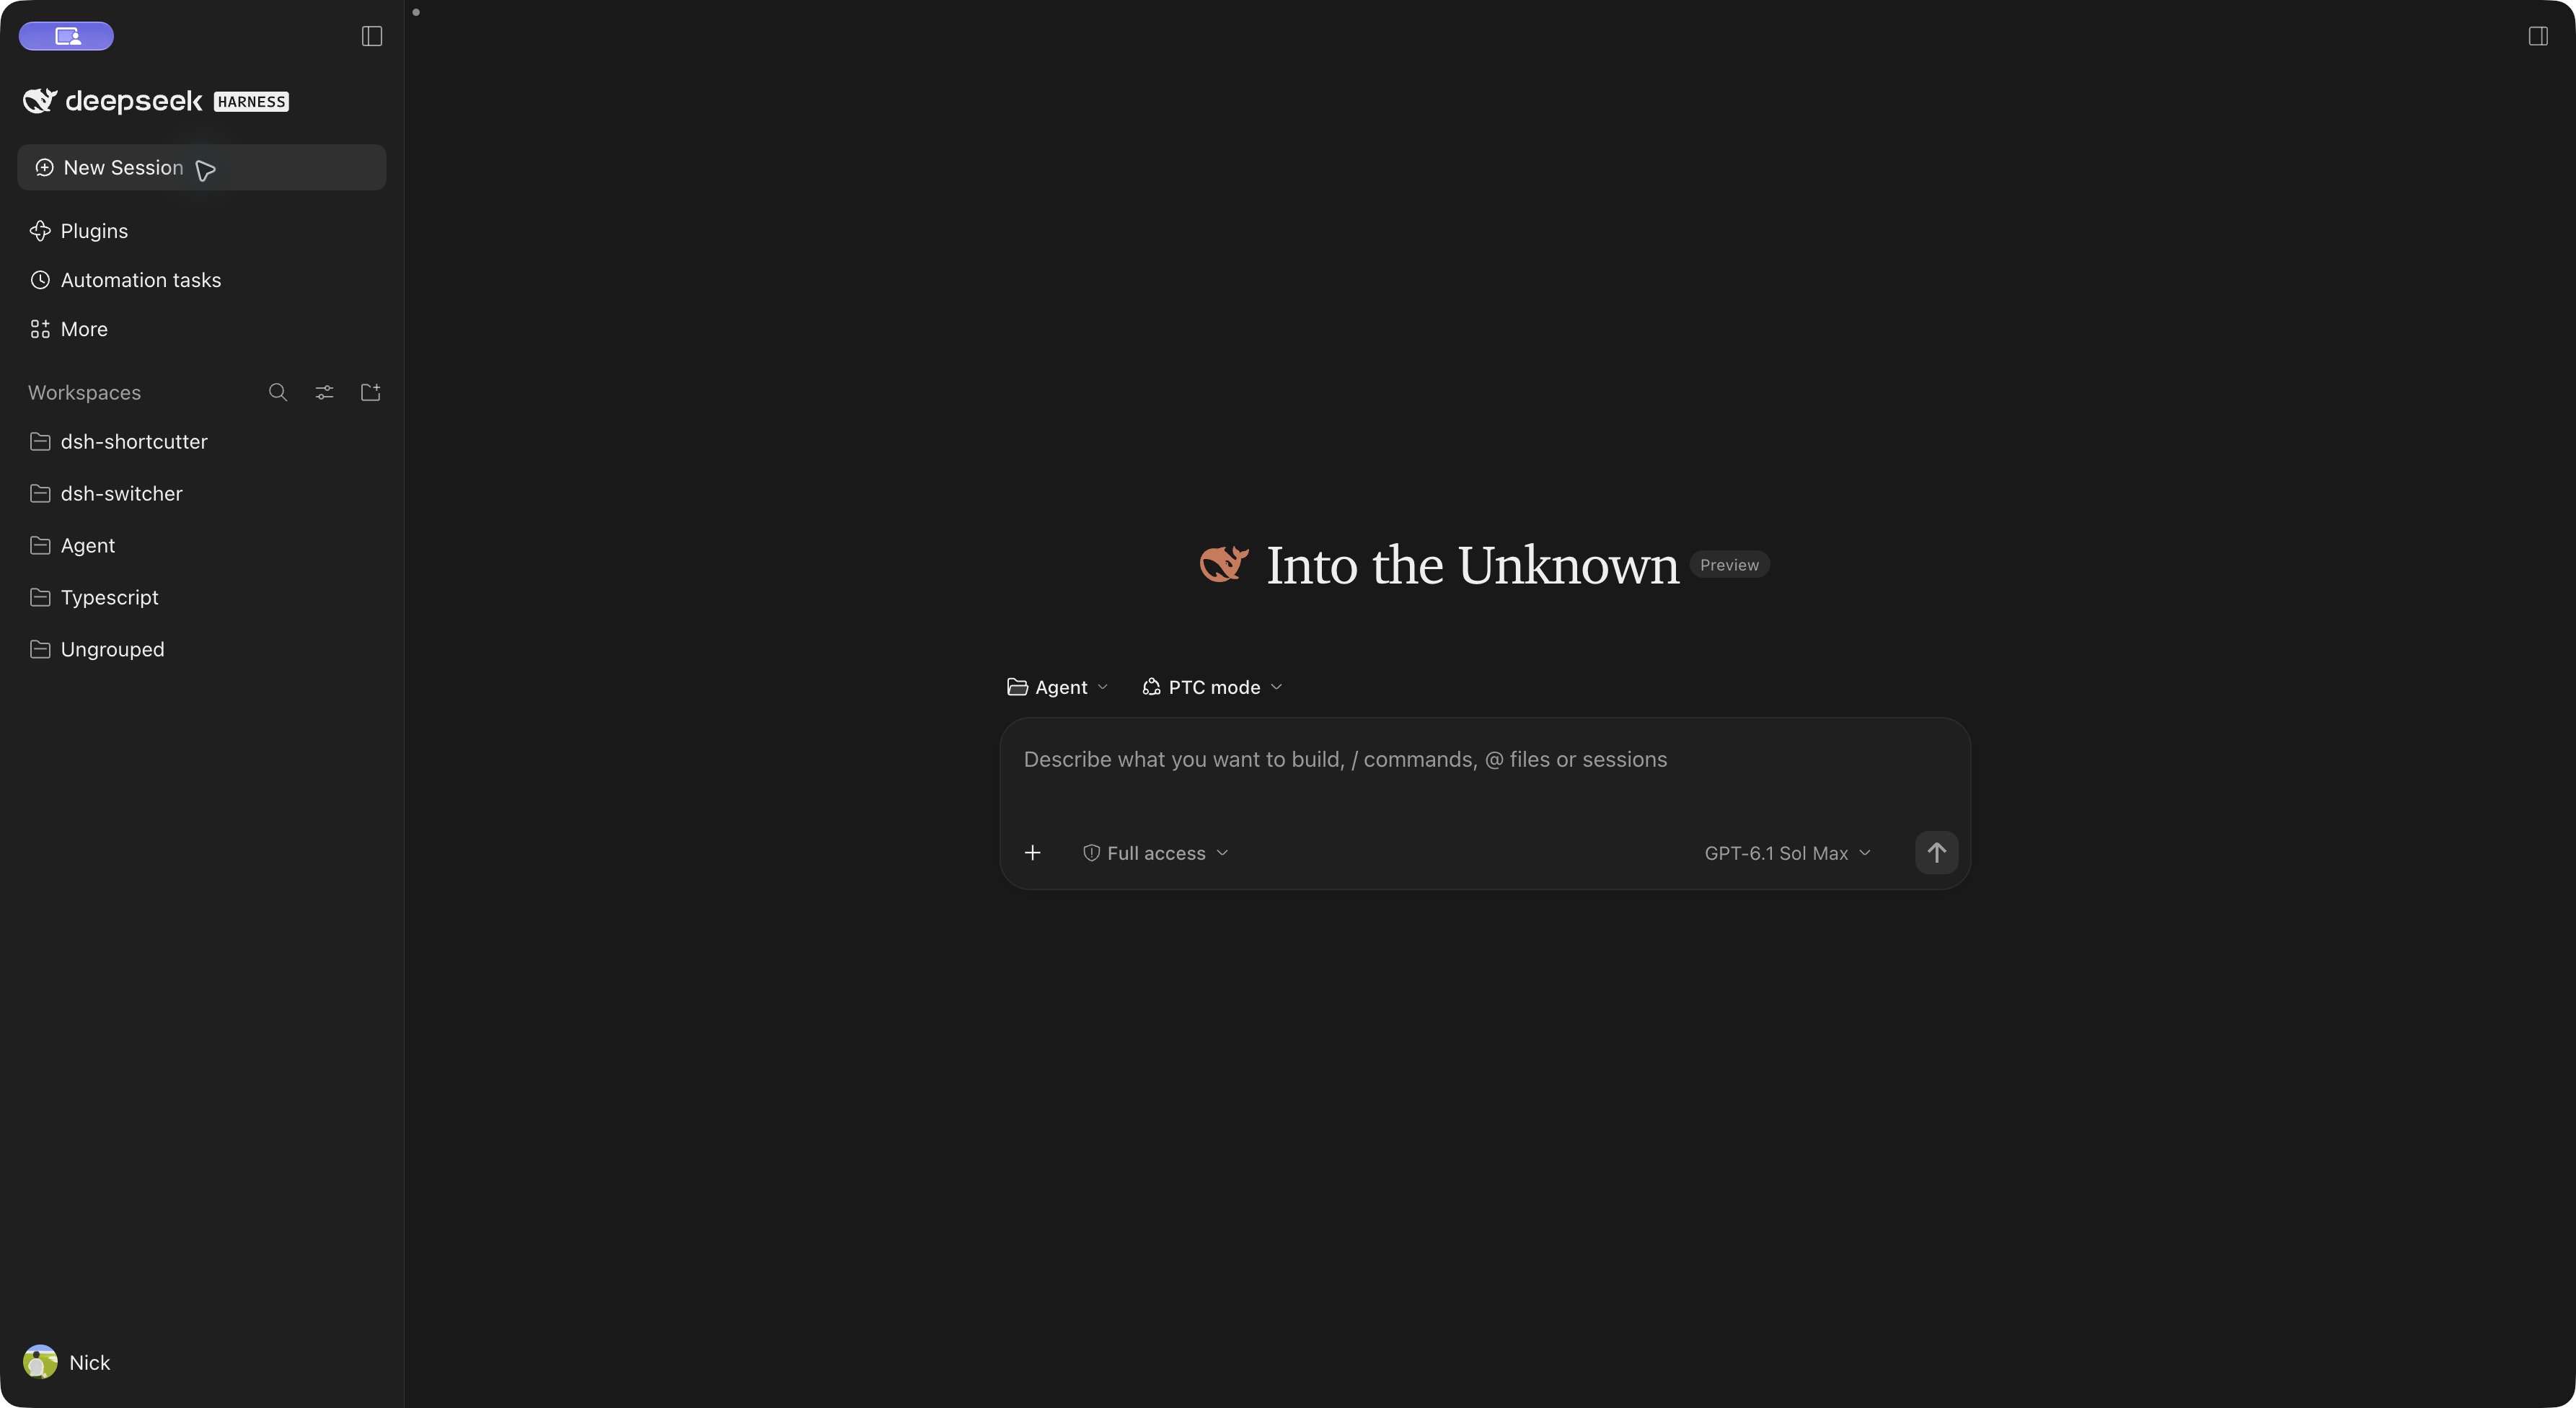 deepseek HARNESS
New Session
Plugins
Automation tasks
More
Workspaces
dsh-shortcutter
dsh-switcher
Agent
Typescript
Ungrouped
Nick
Into the Unknown Preview
Agent PTC mode
Describe what you want to build, / commands, @ files or sessions
Full access GPT-6.1 Sol Max